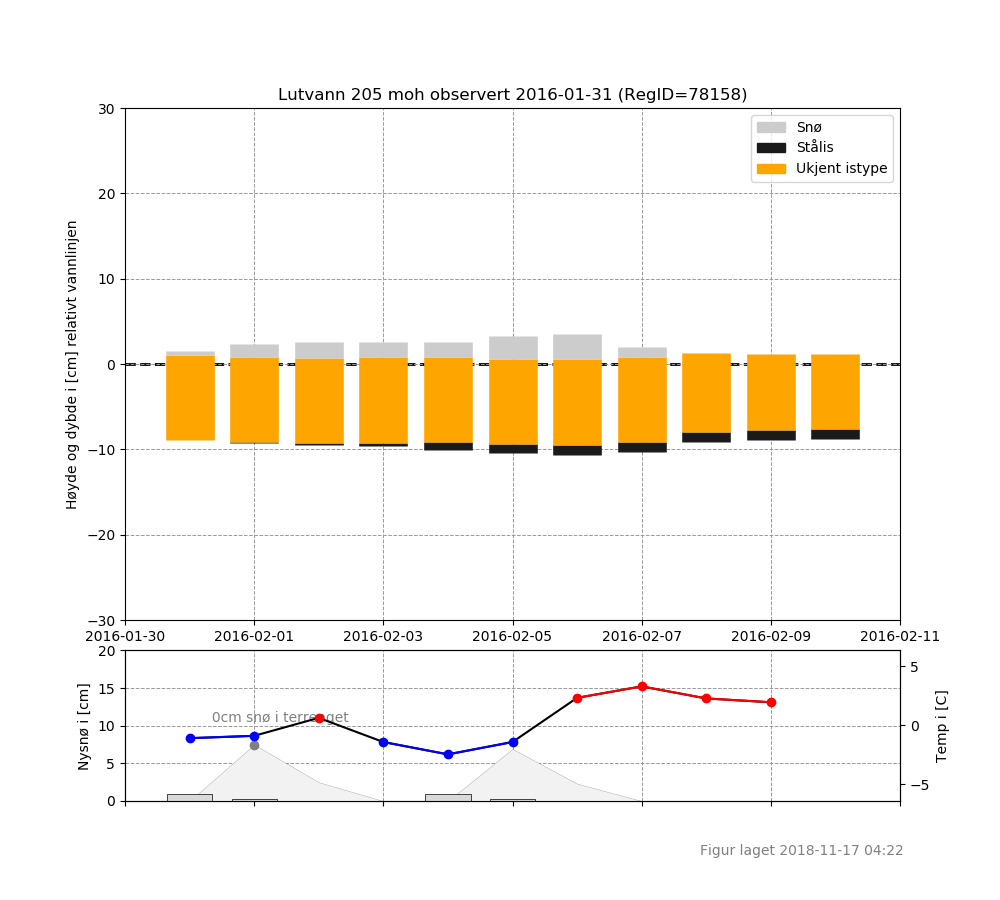 Lutvann 205 moh observert 2016-01-31 (RegID=78158)
Høyde og dybde i [cm] relativt vannlinjen
30
20
10
0
−10
−20
−30
Snø
Stålis
Ukjent istype
2016-01-30 2016-02-01 2016-02-03 2016-02-05 2016-02-07 2016-02-09 2016-02-11
Nysnø i [cm]
20
15
10
5
0
0cm snø i terrenget
5
0
−5
Temp i [C]
Figur laget 2018-11-17 04:22